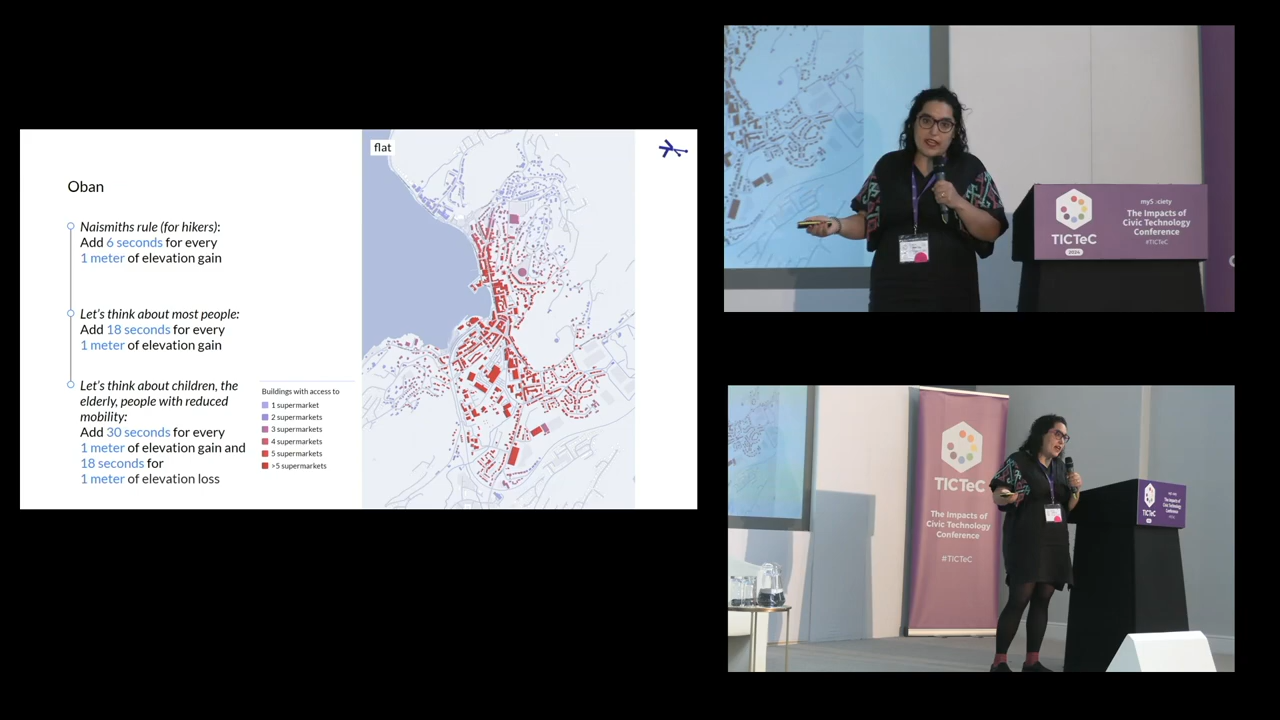 Oban
Naismiths rule (for hikers):
Add 6 seconds for every
1 meter of elevation gain
Let's think about most people:
Add 18 seconds for every
1 meter of elevation gain
Let's think about children, the
elderly, people with reduced
mobility:
Add 30 seconds for every
1 meter of elevation gain and
18 seconds for
1 meter of elevation loss
Buildings with access to
1 supermarket
2 supermarkets
3 supermarkets
4 supermarkets
5 supermarkets
>5 supermarkets
flat
TICTeC
2024
mySociety
The Impacts of
Civic Technology
Conference
#TICTeC
TICTeC
The Impacts of
Civic Technology
Conference
#TICTeC
TICTeC